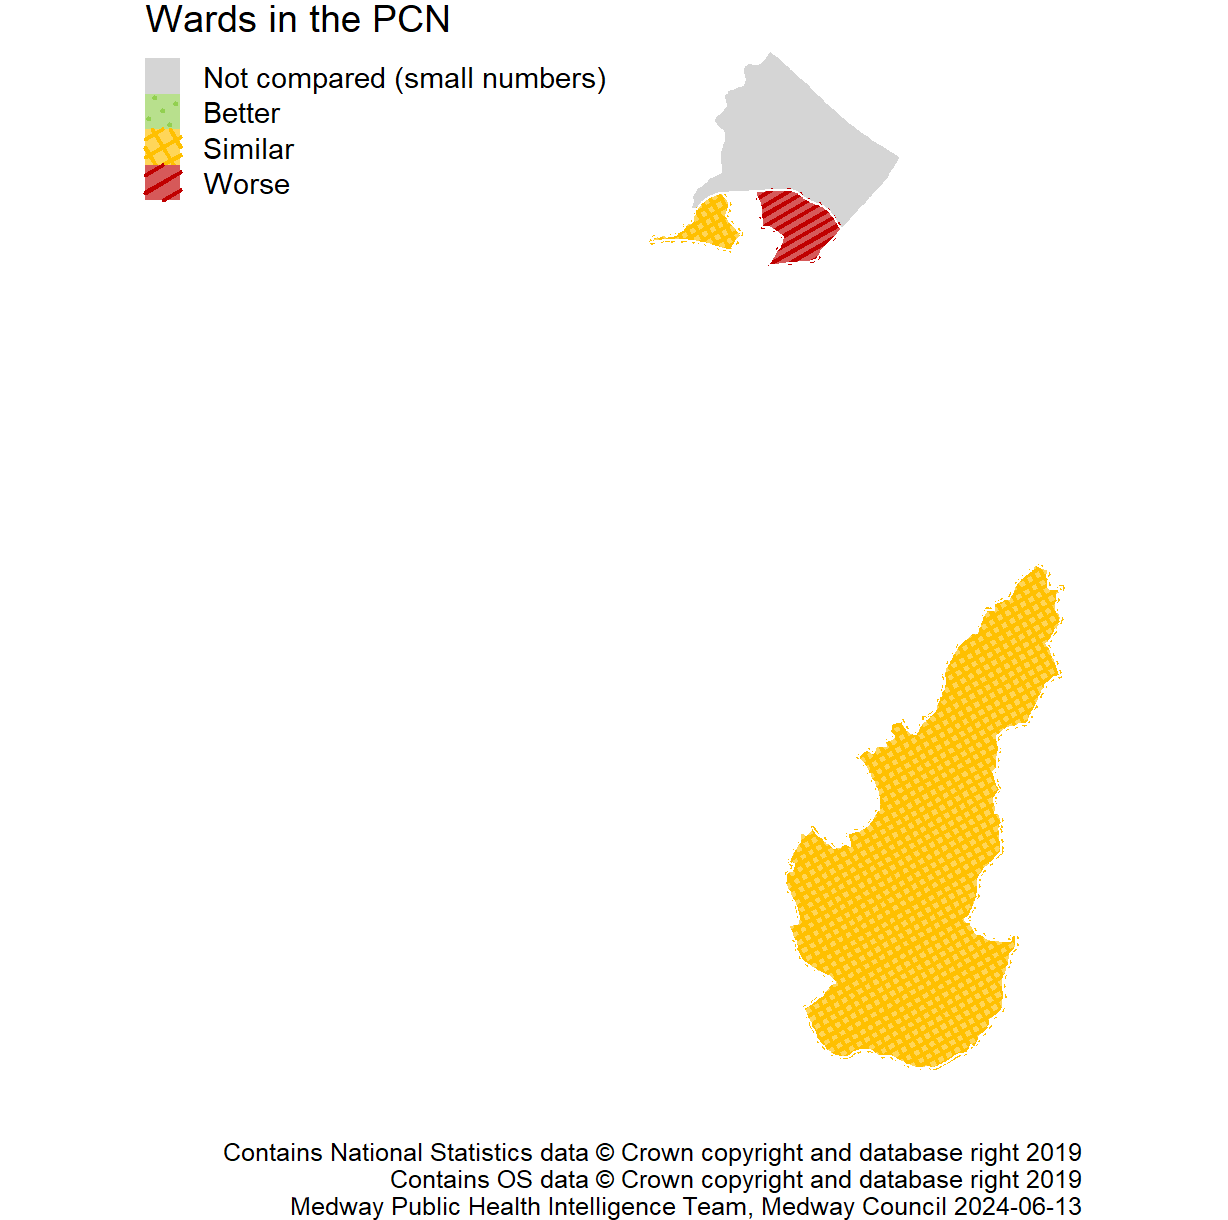 Wards in the PCN
Not compared (small numbers)
Better
Similar
Worse
Contains National Statistics data © Crown copyright and database right 2019
Contains OS data © Crown copyright and database right 2019
Medway Public Health Intelligence Team, Medway Council 2024-06-13